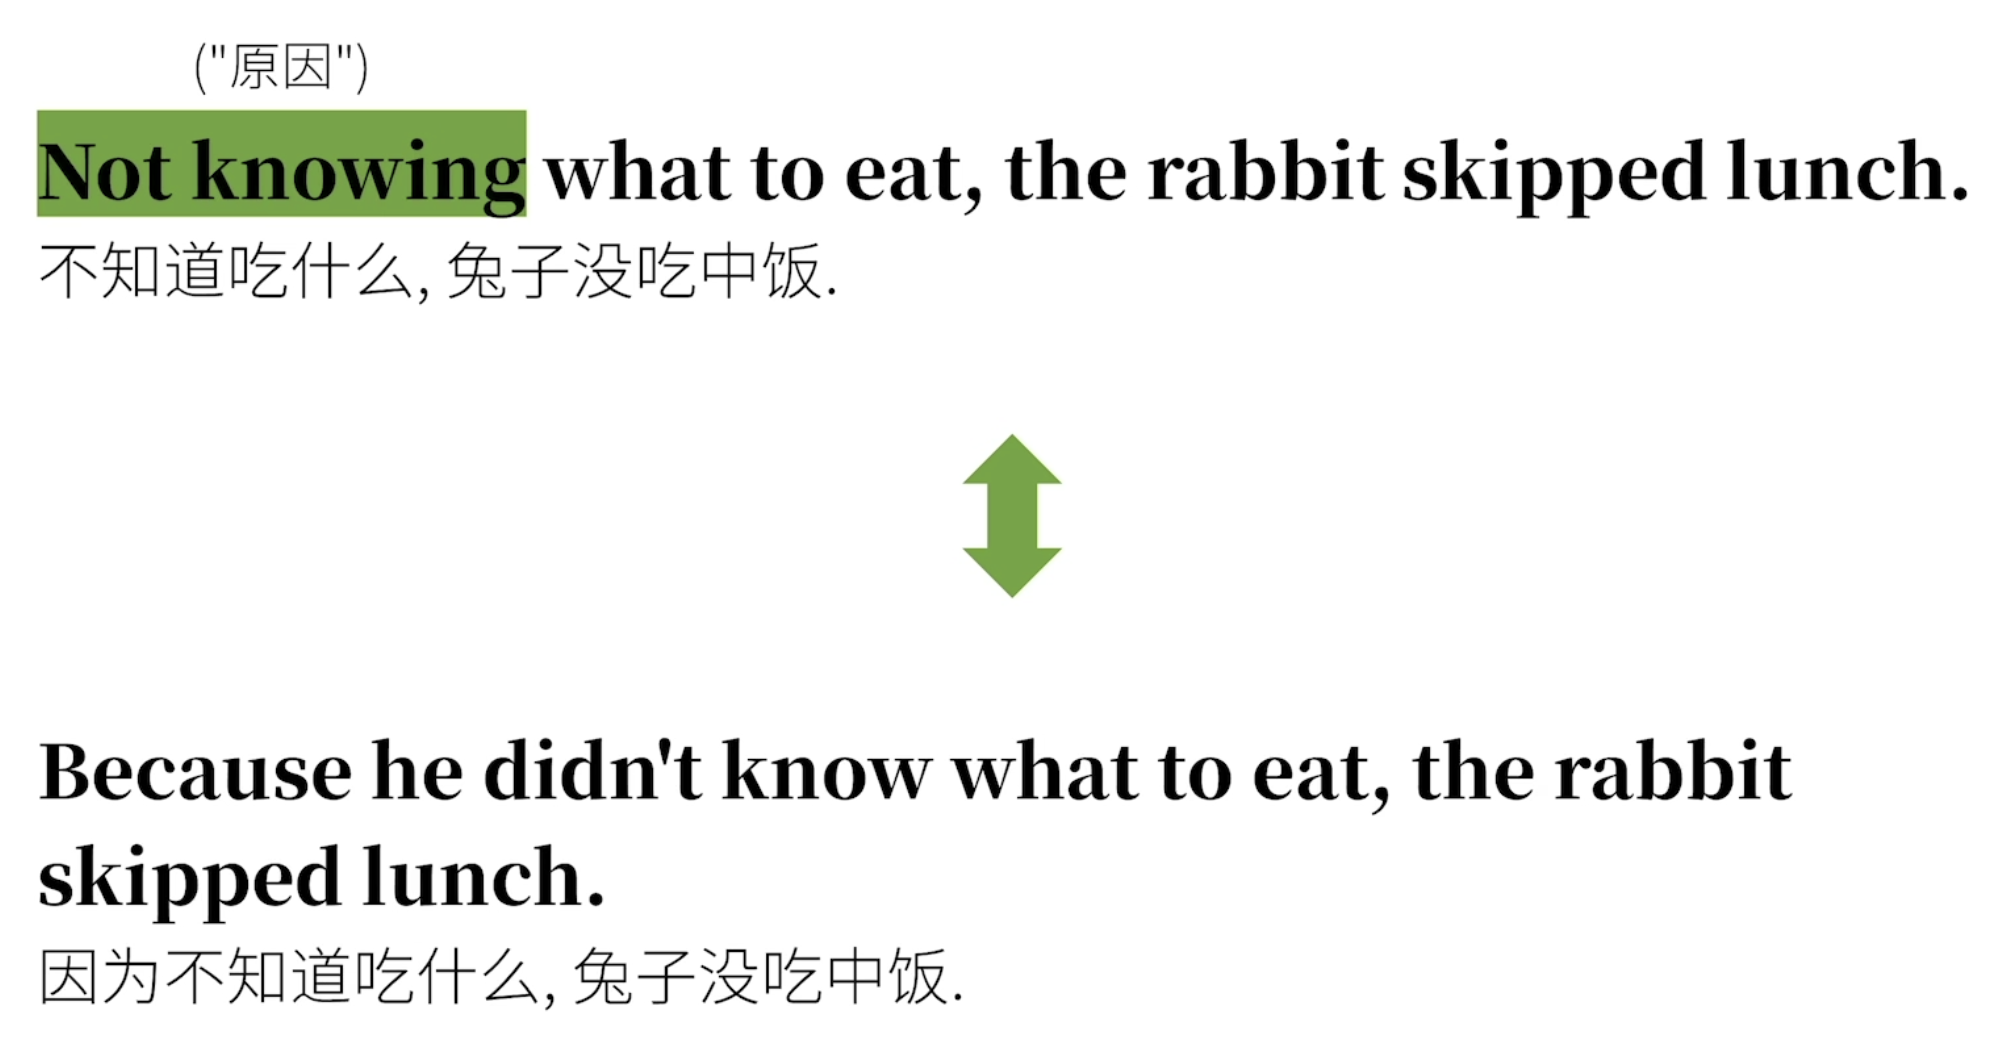 ("原因")
Not knowing what to eat, the rabbit skipped lunch.
不知道吃什么, 兔子没吃中饭.
Because he didn't know what to eat, the rabbit
skipped lunch.
因为不知道吃什么, 兔子没吃中饭.